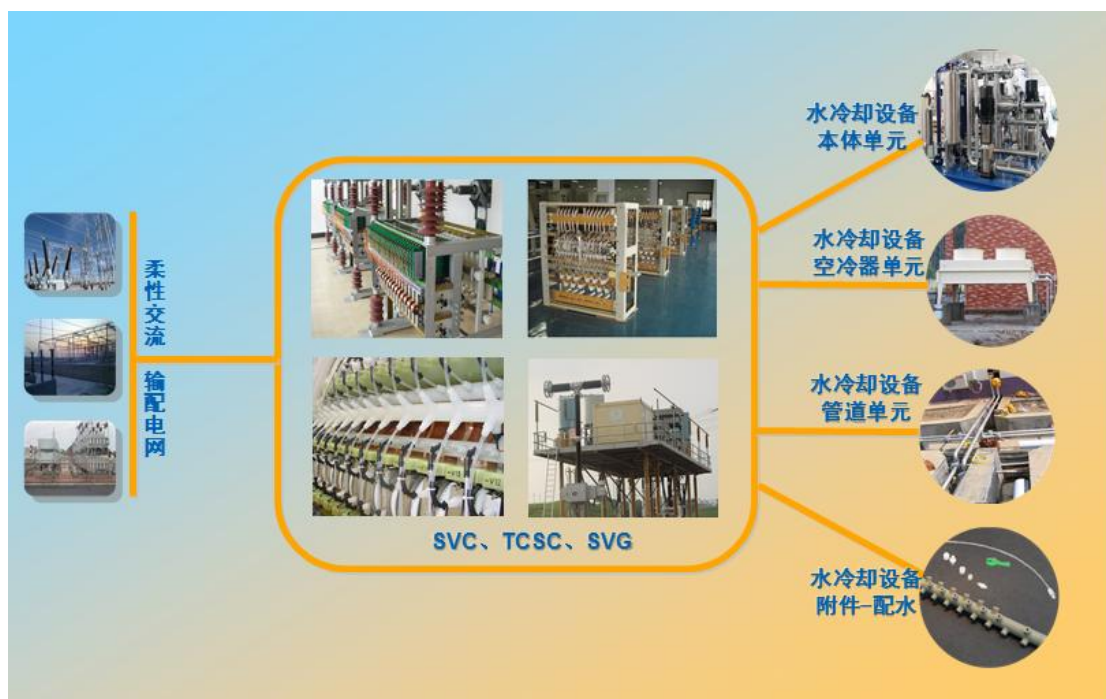 柔性交流
输配电网
SVC、TCSC、SVG
水冷却设备
本体单元
水冷却设备
空冷器单元
水冷却设备
管道单元
水冷却设备
附件-配水